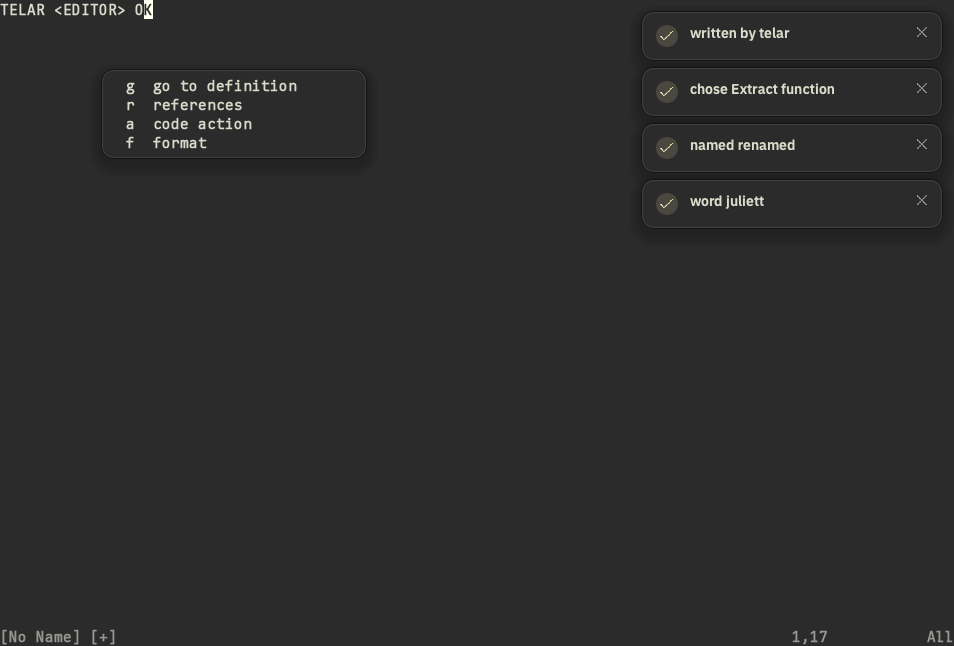 TELAR <EDITOR> OK
g go to definition
r references
a code action
f format
written by telar
chose Extract function
named renamed
word juliett
[No Name] [+] 1,17 All